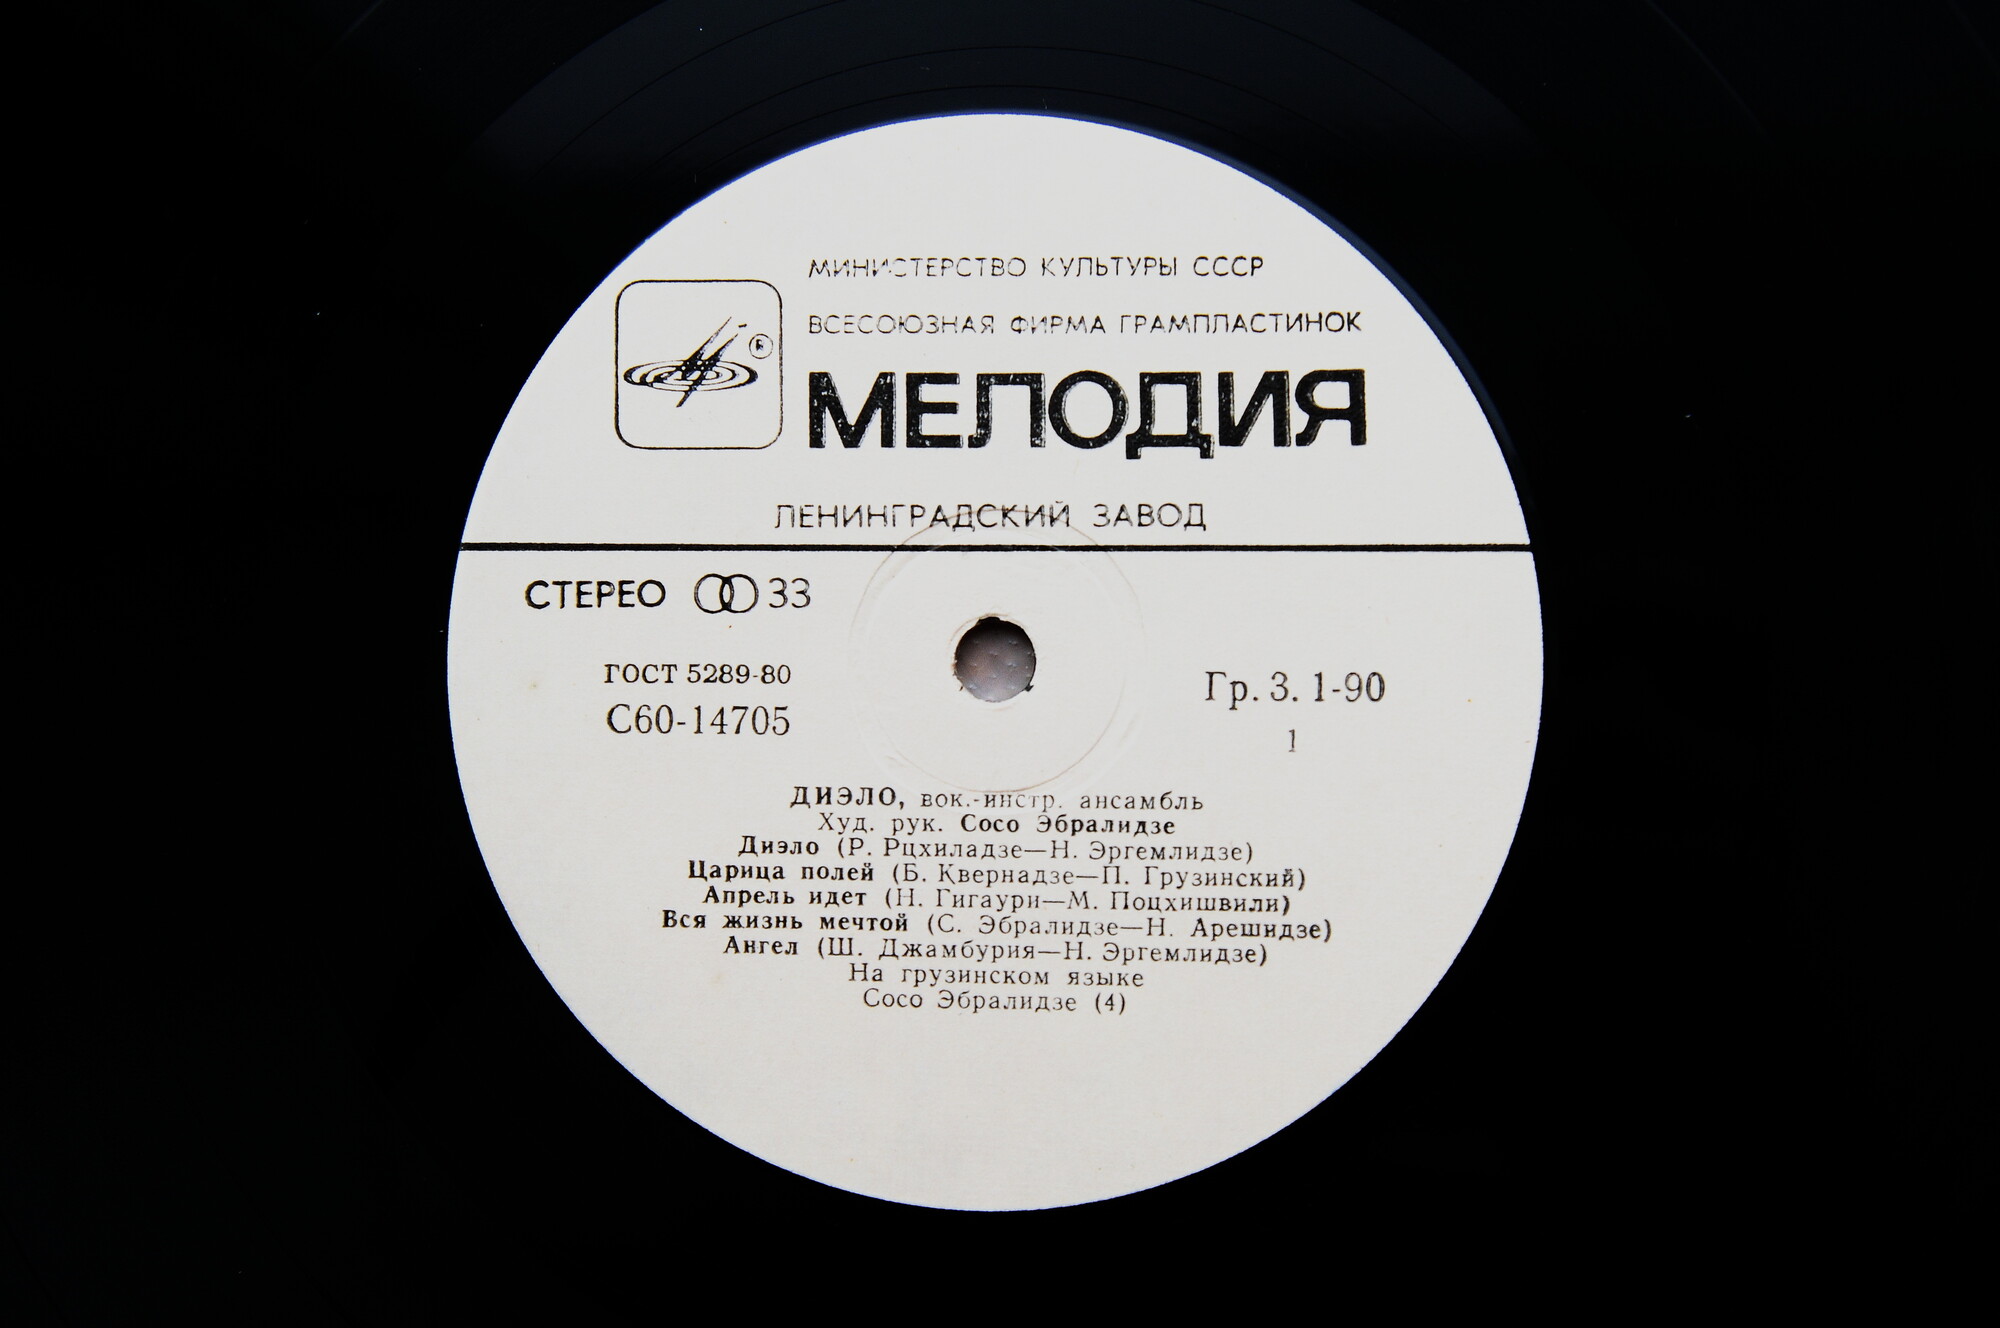 МИНИСТЕРСТВО КУЛЬТУРЫ СССР
ВСЕСОЮЗНАЯ ФИРМА ГРАМПЛАСТИНОК
®
МЕЛОДИЯ
ЛЕНИНГРАДСКИЙ ЗАВОД
СТЕРЕО 33
ГОСТ 5289-80
С60-14705
Гр. 3. 1-90
1
ДИЭЛО, вок.-инстр. ансамбль
Худ. рук. Сосо Эбралидзе
Диэло (Р. Рцхиладзе—Н. Эргемлидзе)
Царица полей (Б. Квернадзе—П. Грузинский)
Апрель идет (Н. Гигаури—М. Поцхишвили)
Вся жизнь мечтой (С. Эбралидзе—Н. Арешидзе)
Ангел (Ш. Джамбурия—Н. Эргемлидзе)
На грузинском языке
Сосо Эбралидзе (4)